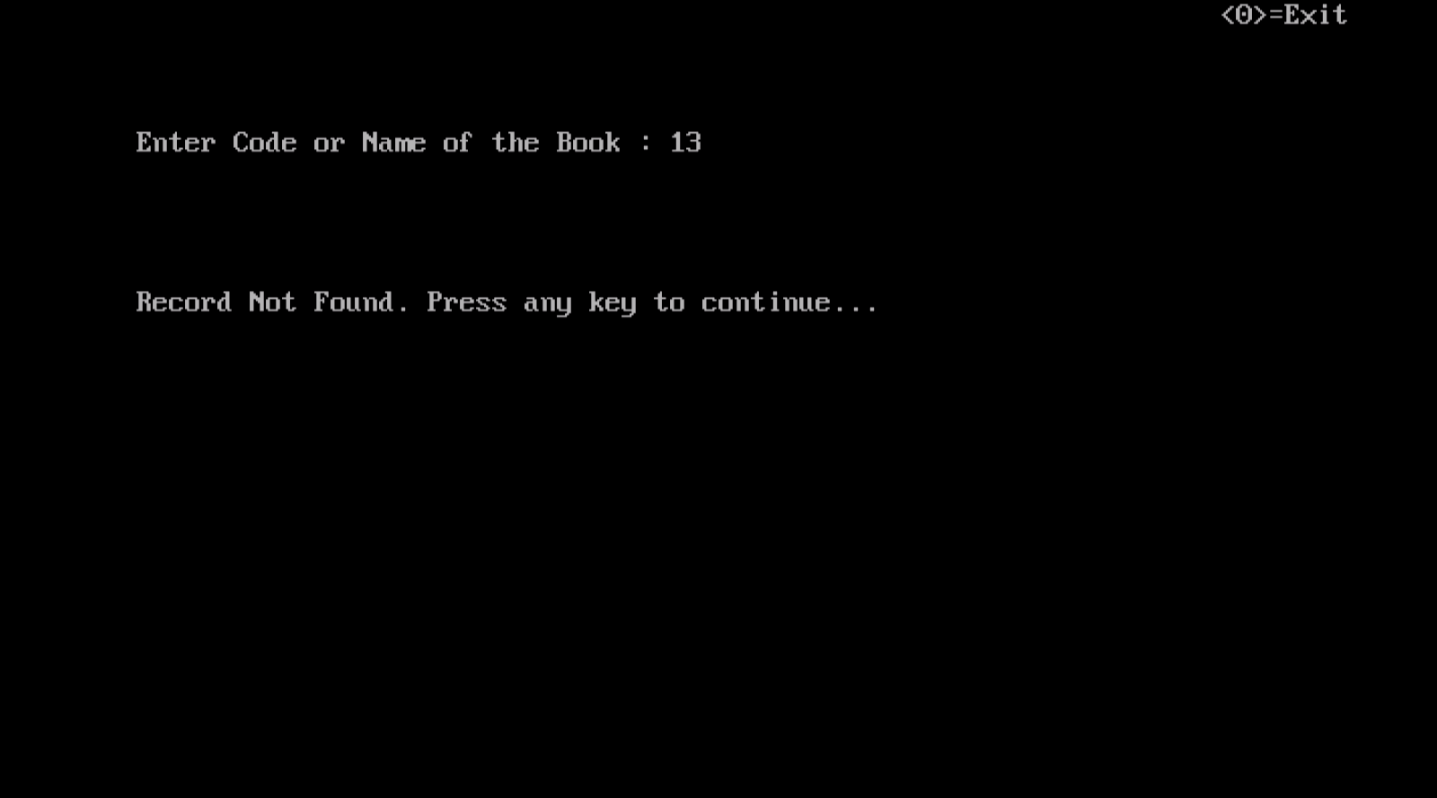 <0>=Exit
Enter Code or Name of the Book : 13
Record Not Found. Press any key to continue...